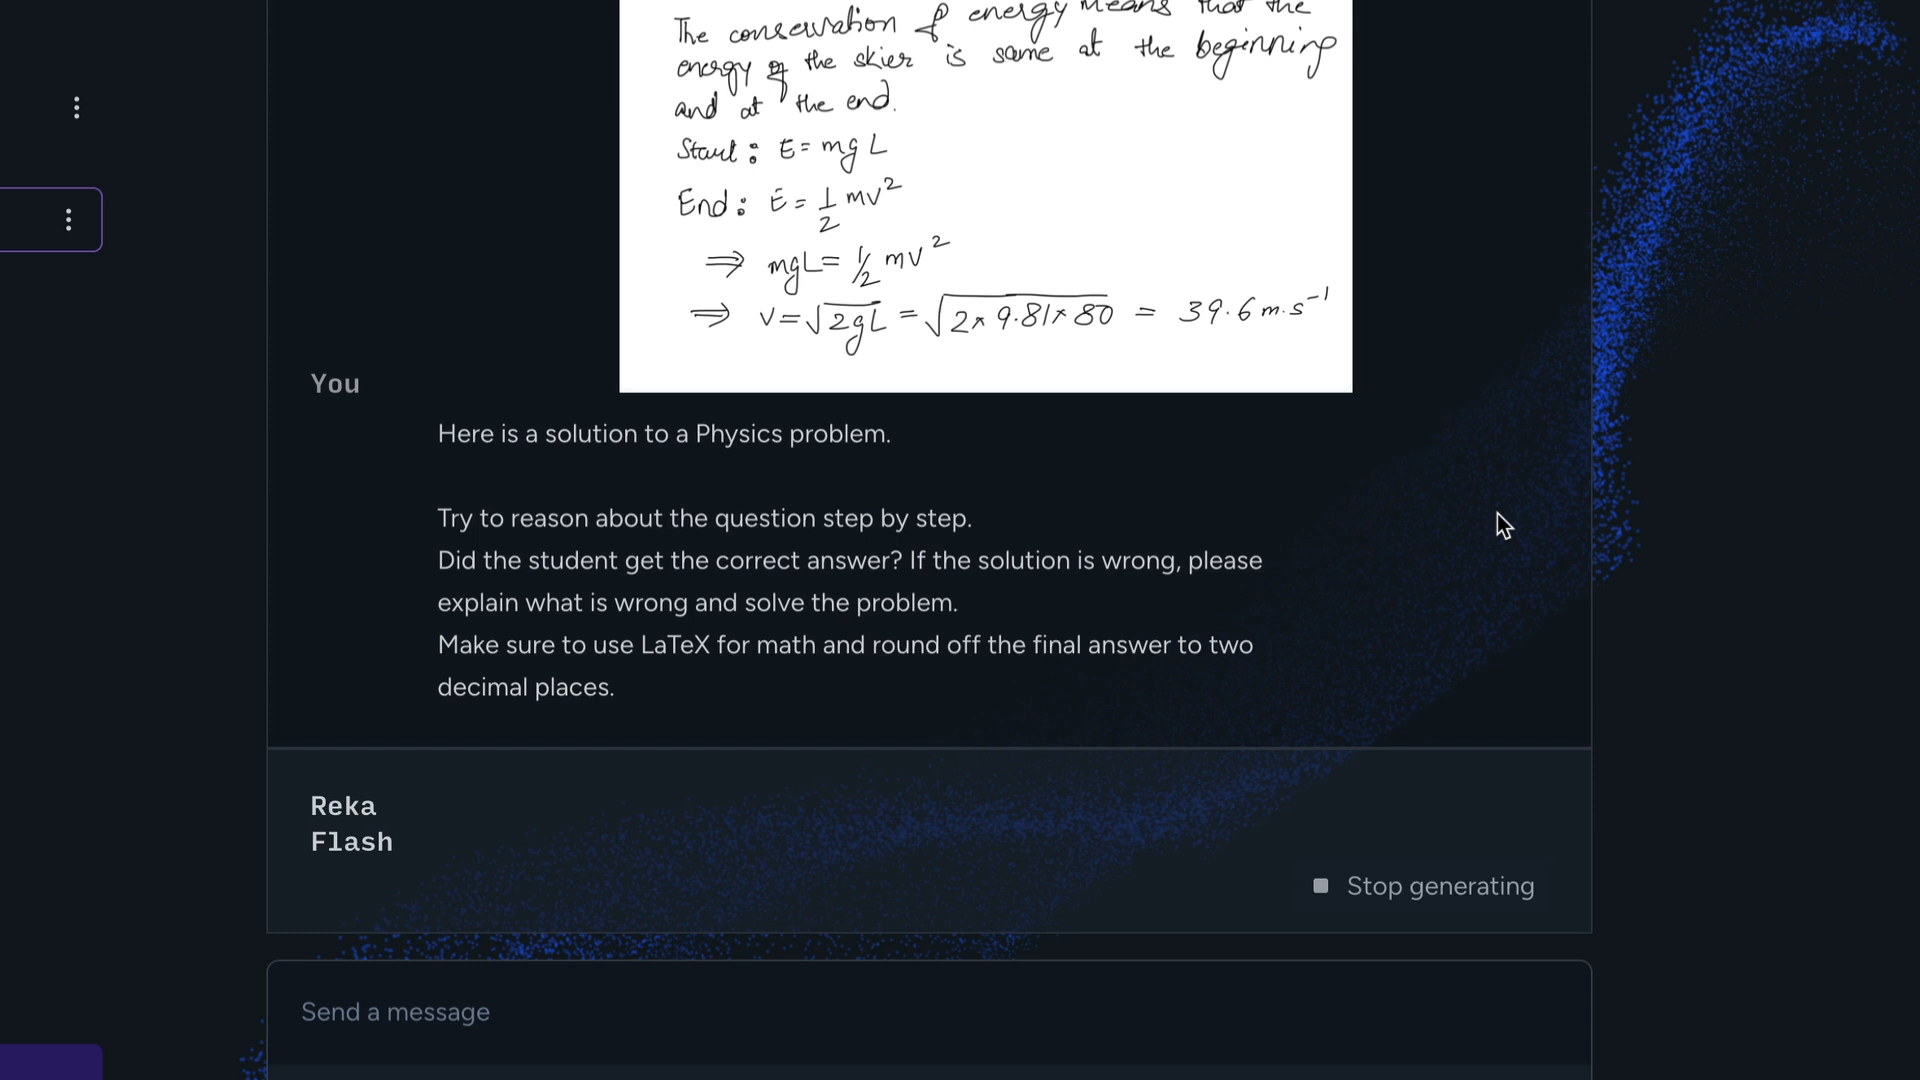 The conservation of energy means that the
energy of the skier is same at the beginning
and at the end.
Start : E = mgL
End : E = 1/2 mv²
⇒ mgL = 1/2 mv²
⇒ v = √2gL = √2×9.81×80 = 39.6 m.s⁻¹
You
Here is a solution to a Physics problem.
Try to reason about the question step by step.
Did the student get the correct answer? If the solution is wrong, please
explain what is wrong and solve the problem.
Make sure to use LaTeX for math and round off the final answer to two
decimal places.
Reka
Flash
Stop generating
Send a message